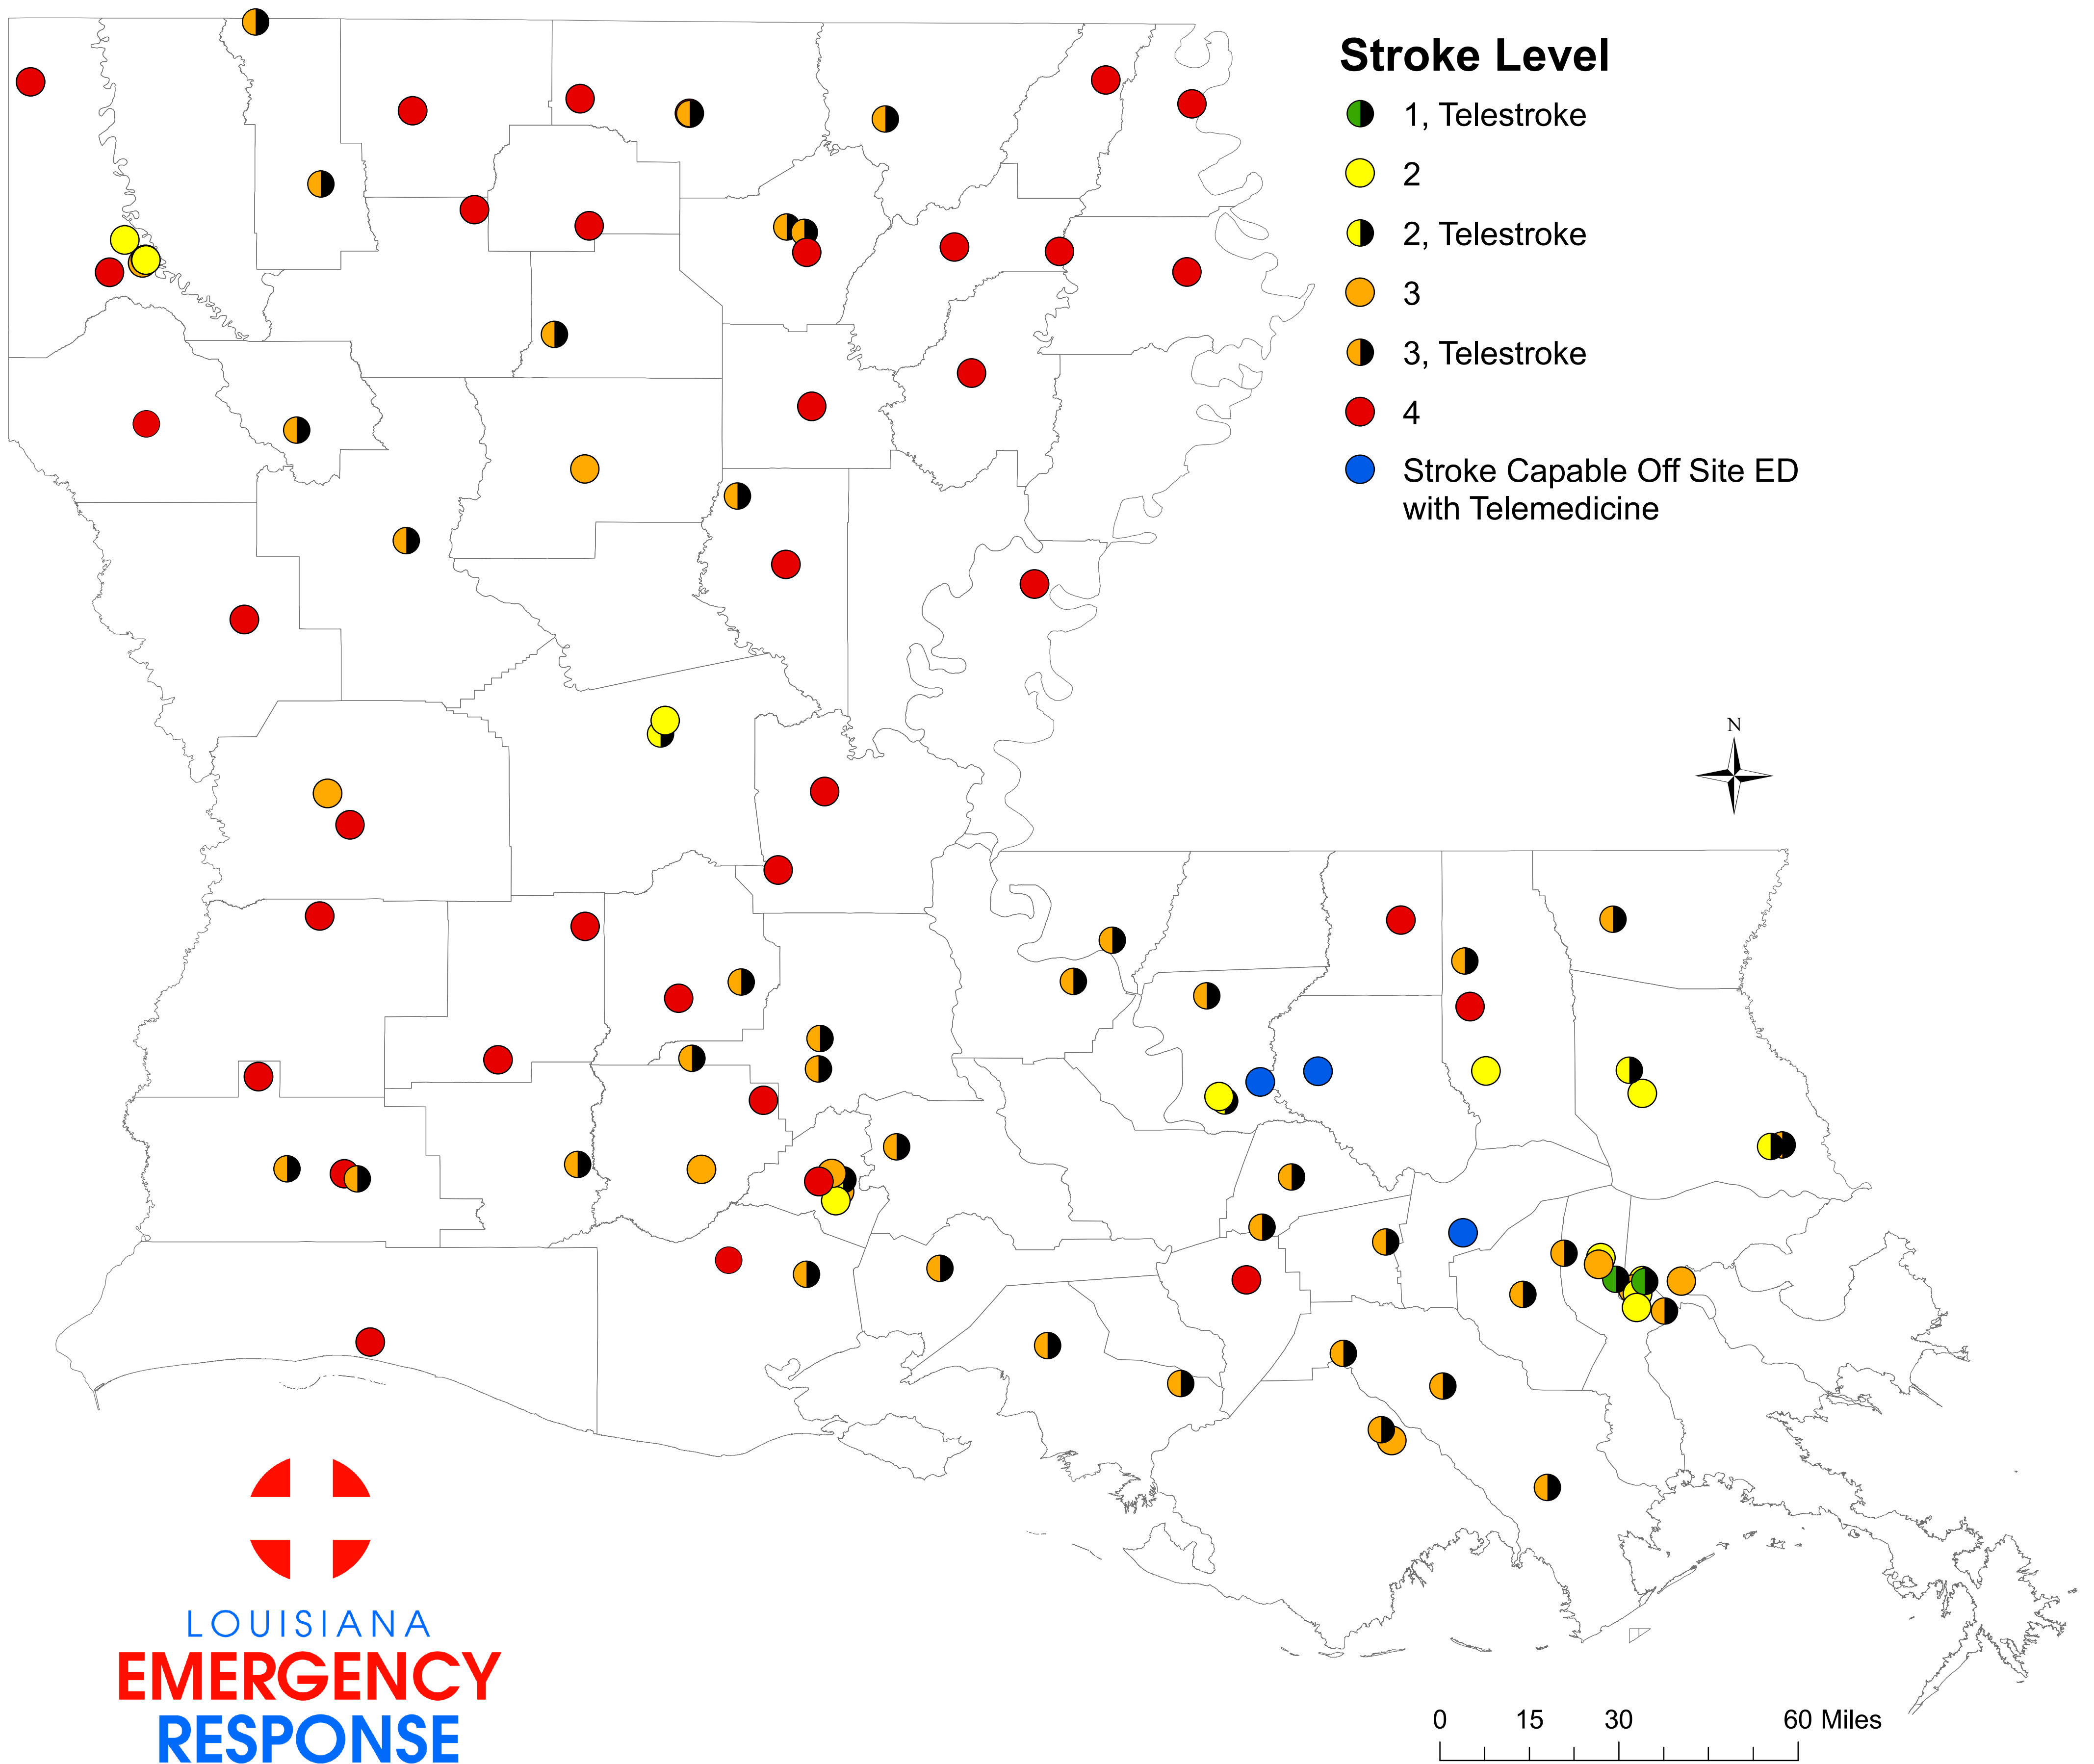 Stroke Level
1, Telestroke
2
2, Telestroke
3
3, Telestroke
4
Stroke Capable Off Site ED
with Telemedicine
N
LOUISIANA
EMERGENCY
RESPONSE
0 15 30 60 Miles